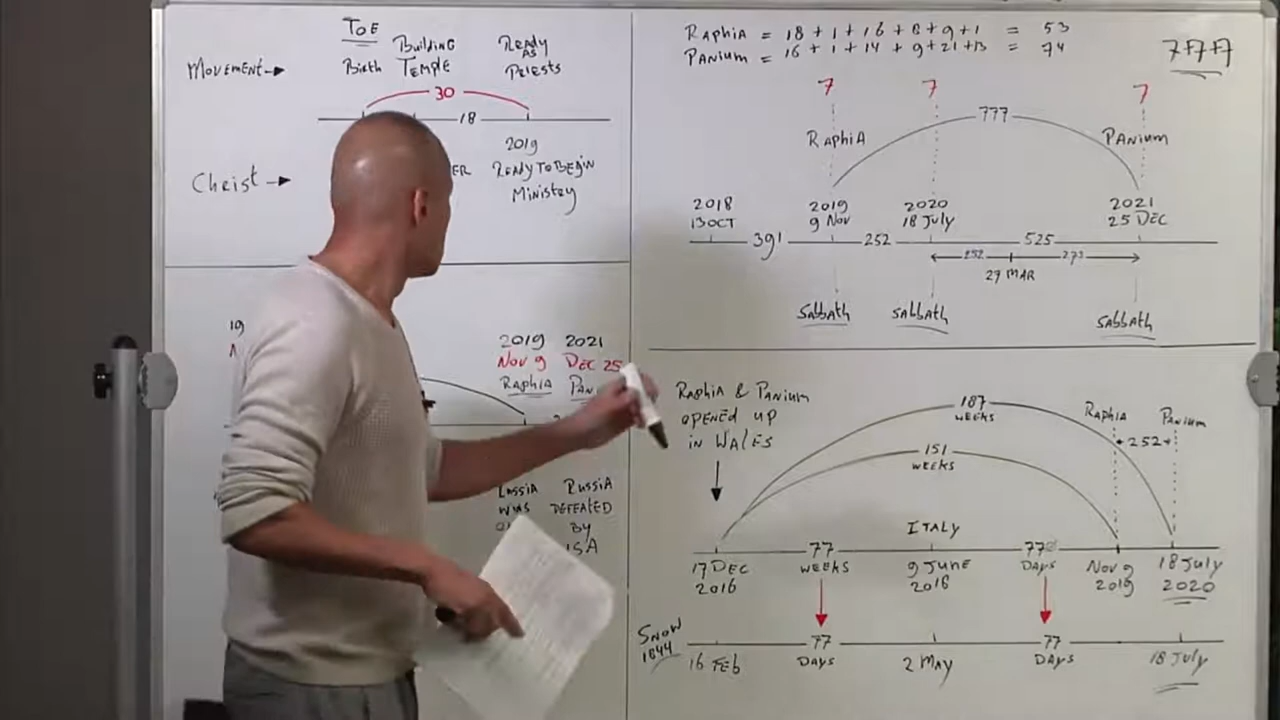 ToE
Birth
Building
Temple
Ready
As
Priests
Movement
30
18
2019
Christ
Ready To Begin
Ministry
Raphia = 18 + 1 + 16 + 8 + 9 + 1 = 53
Panium = 16 + 1 + 14 + 9 + 21 + 13 = 74
7+7+7
7 7 7
777
Raphia Panium
2018
13 Oct
2019
9 Nov
2020
18 July
2021
25 Dec
391 252 525
252 273
29 Mar
Sabbath Sabbath Sabbath
19
2019 2021
Nov 9 Dec 25
Raphia
Russia
Defeated
By
Raphia & Panium
opened up
in Wales
187
weeks
151
weeks
Raphia Panium
252
Italy
17 Dec
2016
77
weeks
9 June
2018
77
Days
Nov 9
2019
18 July
2020
Snow
1844
16 Feb
77
Days
2 May
77
Days
18 July